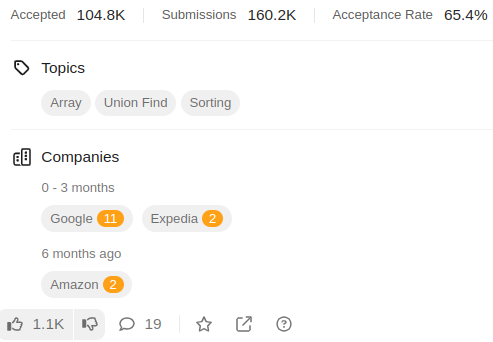 Accepted 104.8K Submissions 160.2K Acceptance Rate 65.4%
Topics
Array Union Find Sorting
Companies
0 - 3 months
Google 11 Expedia 2
6 months ago
Amazon 2
1.1K 19